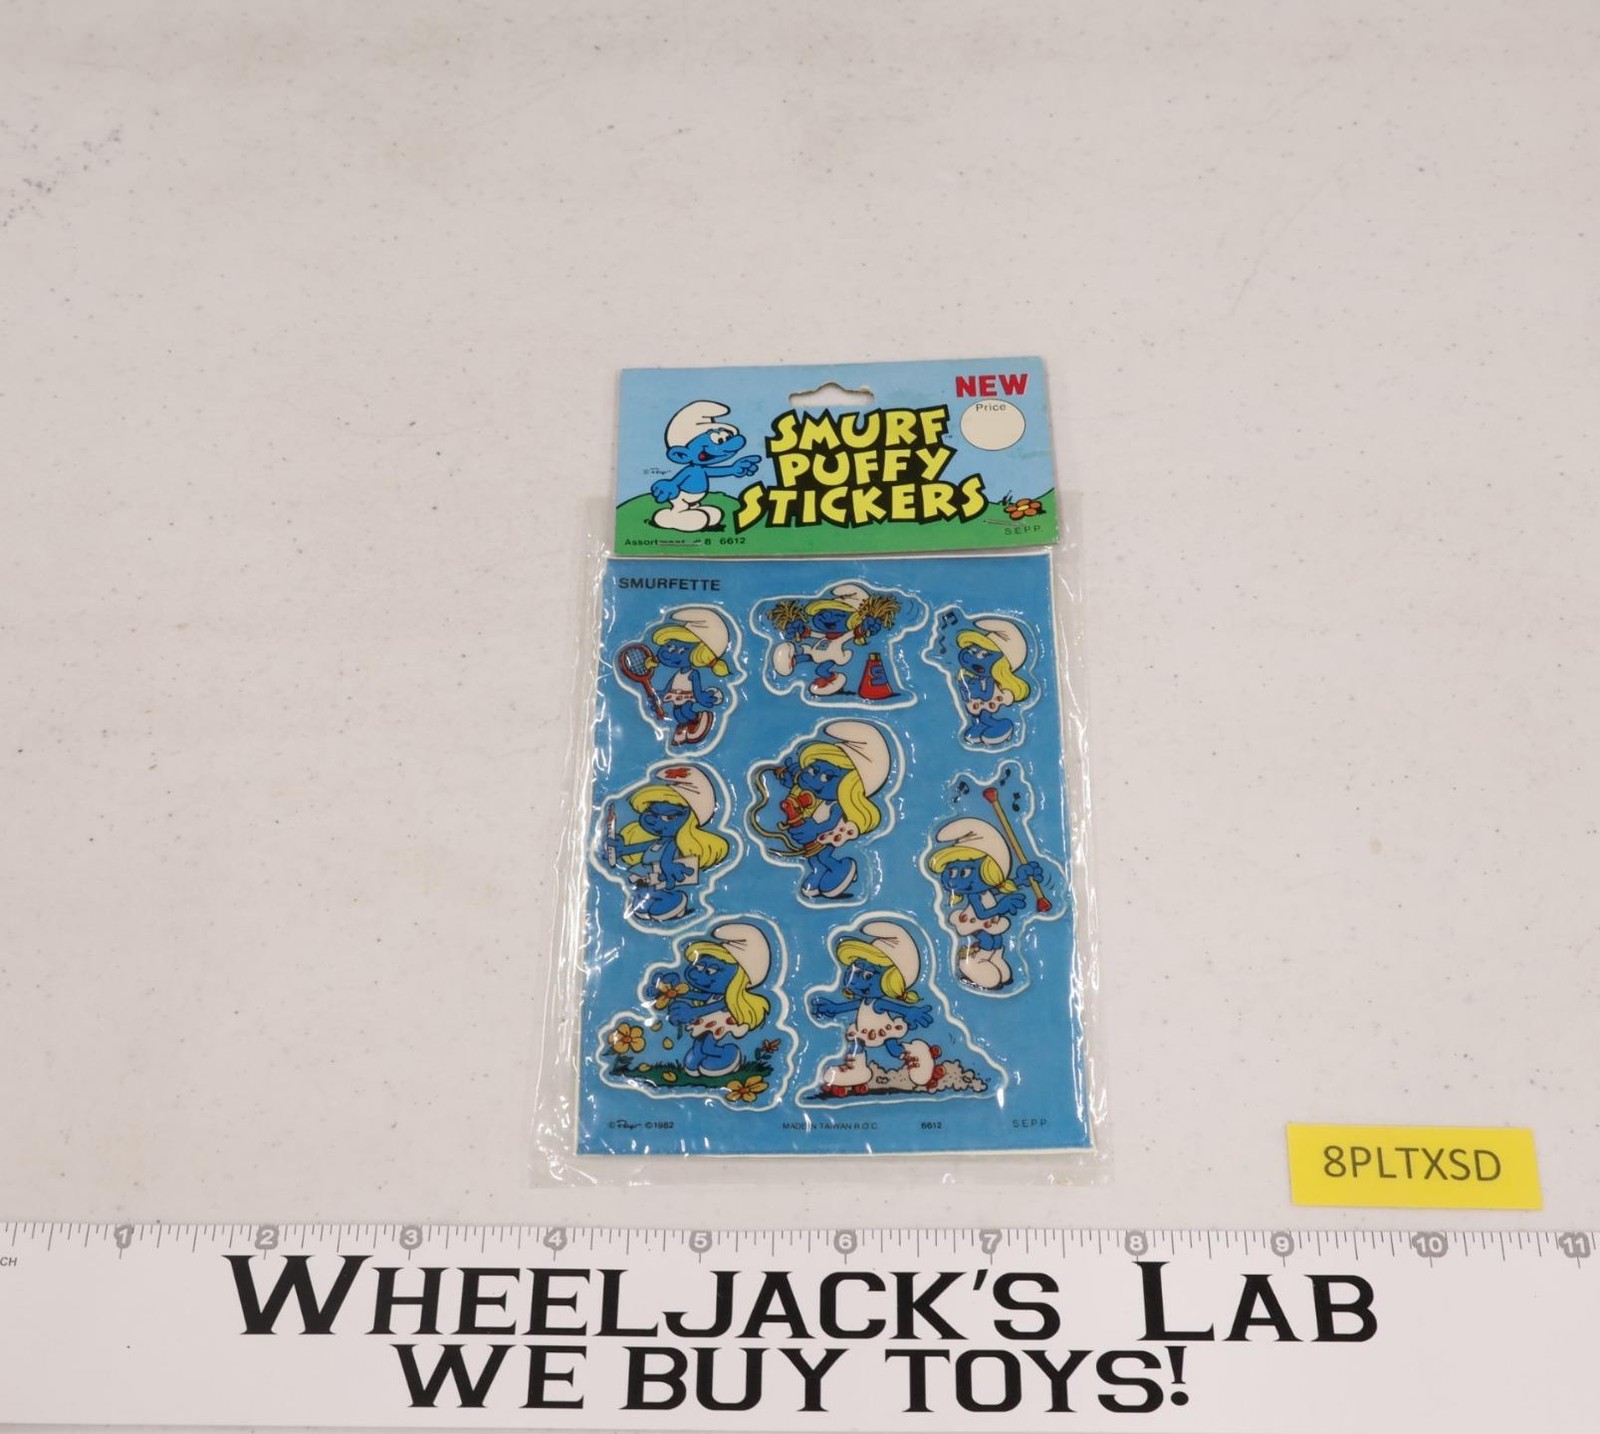 NEW
Price
SMURF
PUFFY
STICKERS
S.E.P.P.
# 8 6612
SMURFETTE
© Peyo © 1982 MADE IN TAIWAN R.O.C. 6612 S.E.P.P.
8PLTXSD
1 2 3 4 5 6 7 8 9 10 11
WHEELJACK'S LAB
WE BUY TOYS!